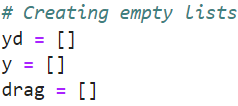 # Creating empty lists
yd = []
y = []
drag = []